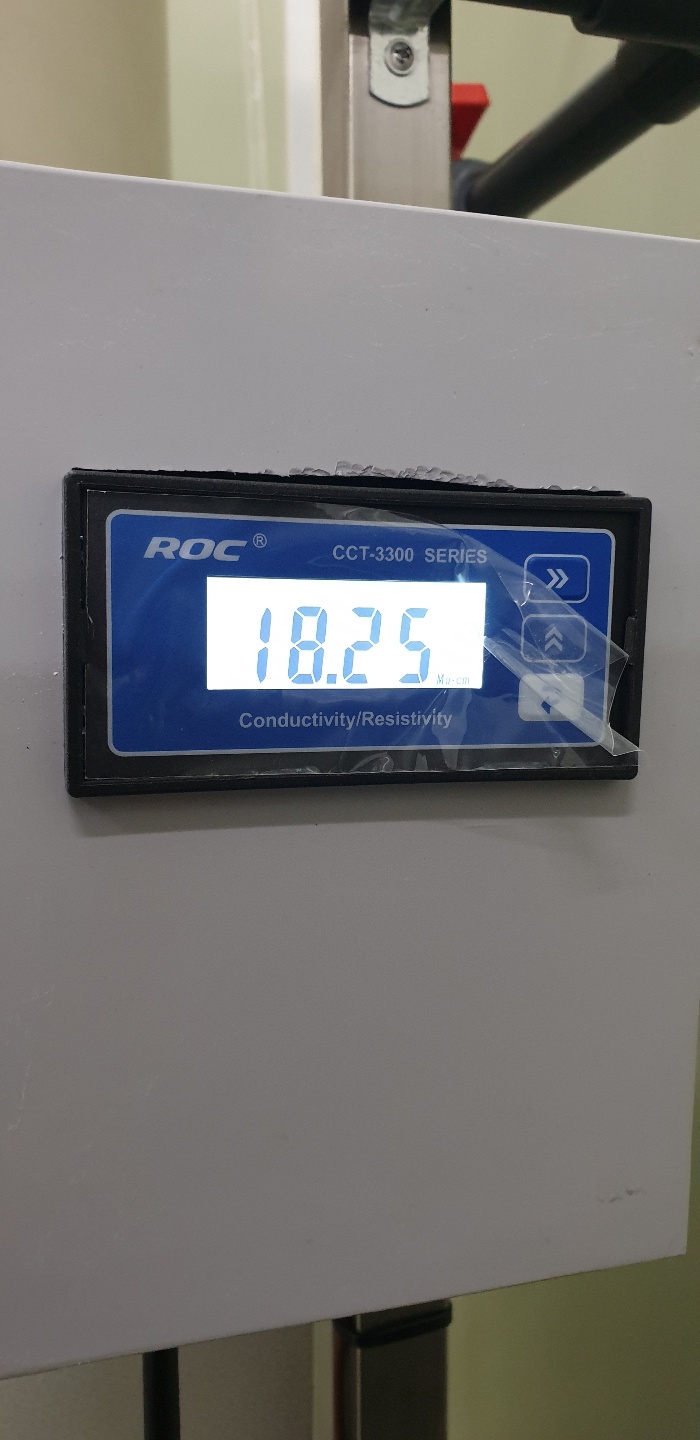 ROC ®
CCT-3300 SERIES
18.25
MΩ·cm
Conductivity/Resistivity